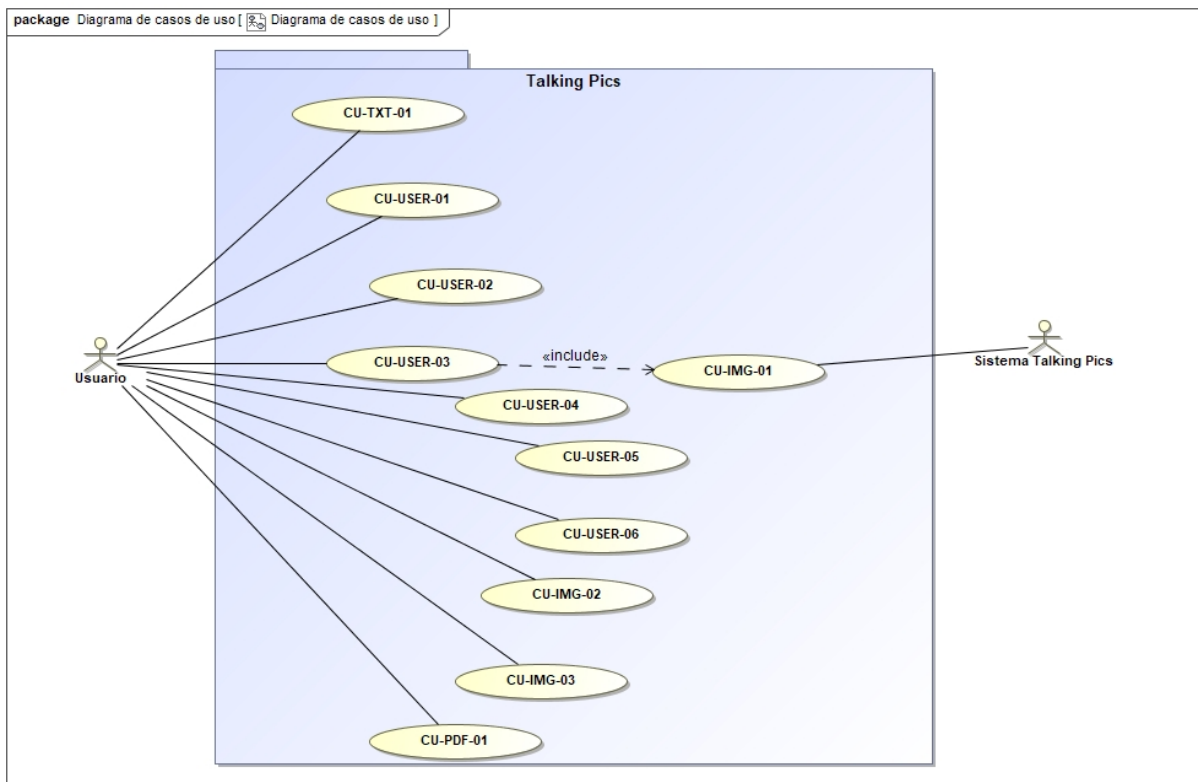 package Diagrama de casos de uso [ Diagrama de casos de uso ]
Talking Pics
CU-TXT-01
CU-USER-01
CU-USER-02
CU-USER-03
«include»
CU-IMG-01
Usuario
Sistema Talking Pics
CU-USER-04
CU-USER-05
CU-USER-06
CU-IMG-02
CU-IMG-03
CU-PDF-01